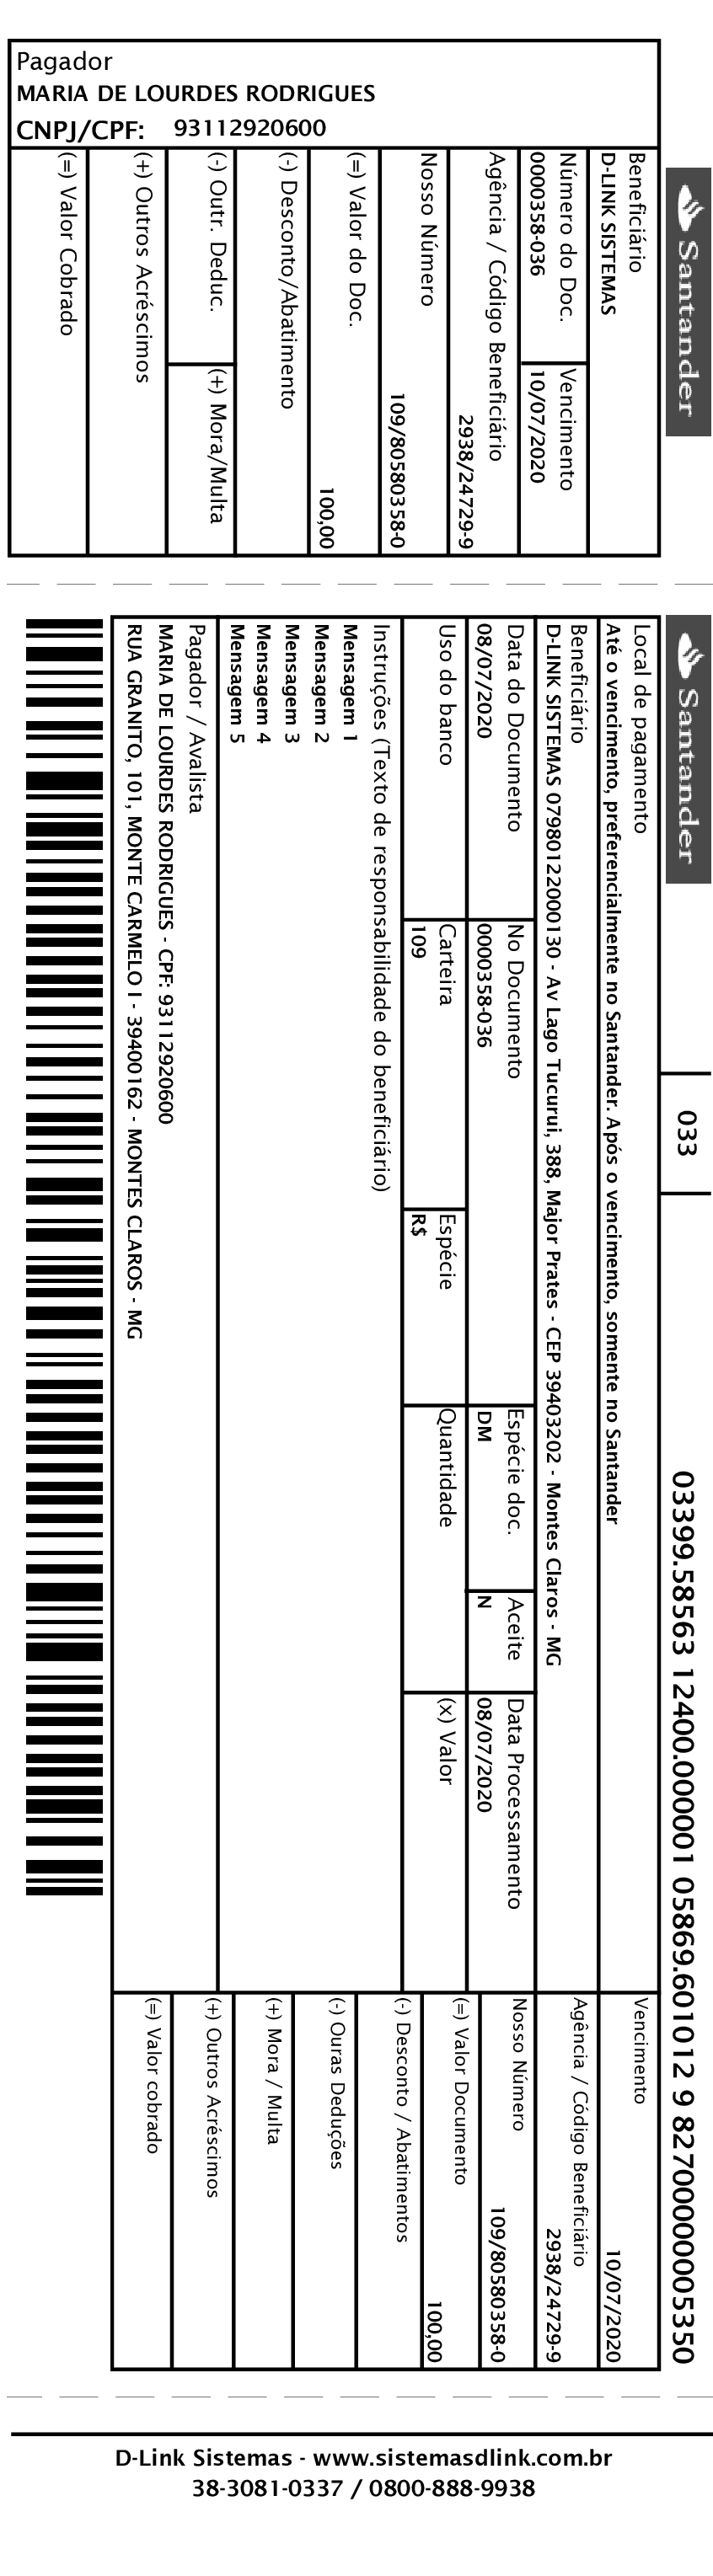 Pagador
MARIA DE LOURDES RODRIGUES
CNPJ/CPF: 93112920600
Santander
Beneficiário
D-LINK SISTEMAS
Número do Doc. Vencimento
0000358-036 10/07/2020
Agência / Código Beneficiário
2938/24729-9
Nosso Número
109/80580358-0
(=) Valor do Doc.
100,00
(-) Desconto/Abatimento
(-) Outr. Deduc. (+) Mora/Multa
(+) Outros Acréscimos
(=) Valor Cobrado
Santander 033 03399.58563 12400.000001 05869.601012 9 82700000005350
Local de pagamento Vencimento
Até o vencimento, preferencialmente no Santander. Após o vencimento, somente no Santander 10/07/2020
Beneficiário Agência / Código Beneficiário
D-LINK SISTEMAS 07980122000130 - Av Lago Tucurui, 388, Major Prates - CEP 39403202 - Montes Claros - MG 2938/24729-9
Data do Documento No Documento Espécie doc. Aceite Data Processamento Nosso Número
08/07/2020 0000358-036 DM N 08/07/2020 109/80580358-0
Uso do banco Carteira Espécie Quantidade (x) Valor (=) Valor Documento
109 R$ 100,00
Instruções (Texto de responsabilidade do beneficiário) (-) Desconto / Abatimentos
Mensagem 1
Mensagem 2 (-) Ouras Deduções
Mensagem 3
Mensagem 4 (+) Mora / Multa
Mensagem 5
Pagador / Avalista (+) Outros Acréscimos
MARIA DE LOURDES RODRIGUES - CPF: 93112920600 (=) Valor cobrado
RUA GRANITO, 101, MONTE CARMELO I - 39400162 - MONTES CLAROS - MG
D-Link Sistemas - www.sistemasdlink.com.br
38-3081-0337 / 0800-888-9938